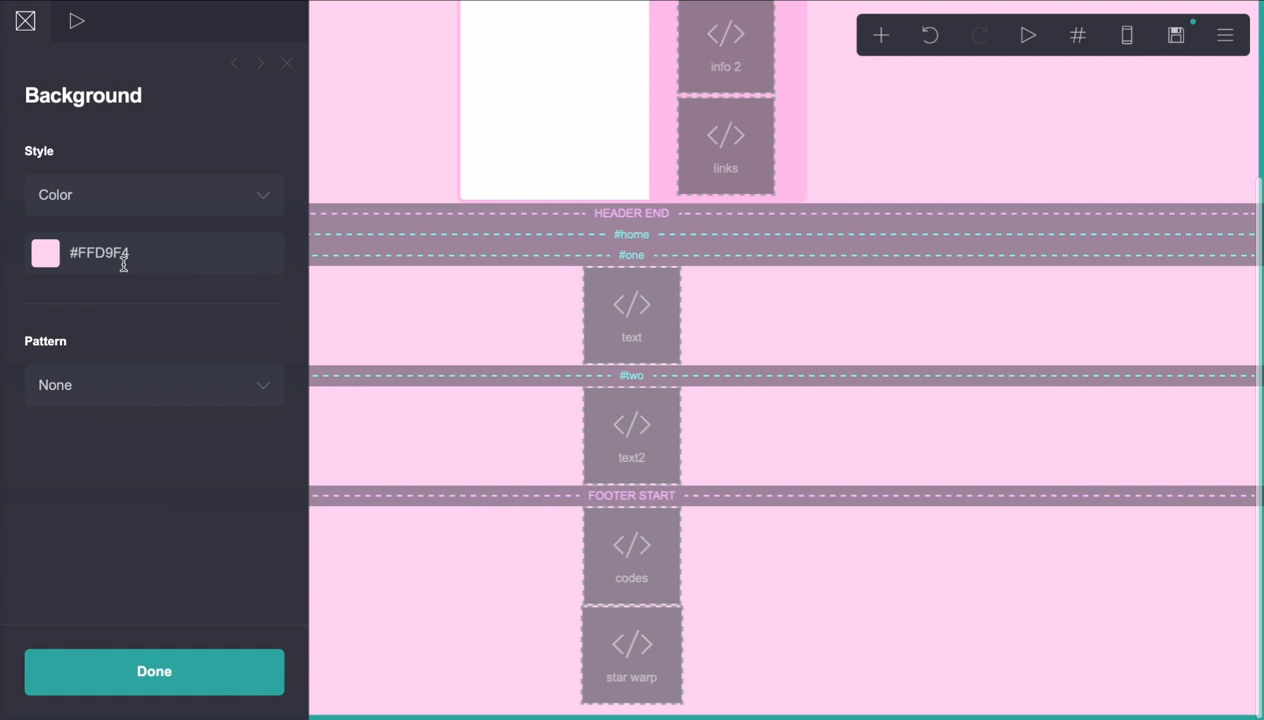 Background
Style
Color
#FFD9F4
Pattern
None
Done
</>
info 2
</>
links
HEADER END
#home
#one
</>
text
#two
</>
text2
FOOTER START
</>
codes
</>
star warp
#